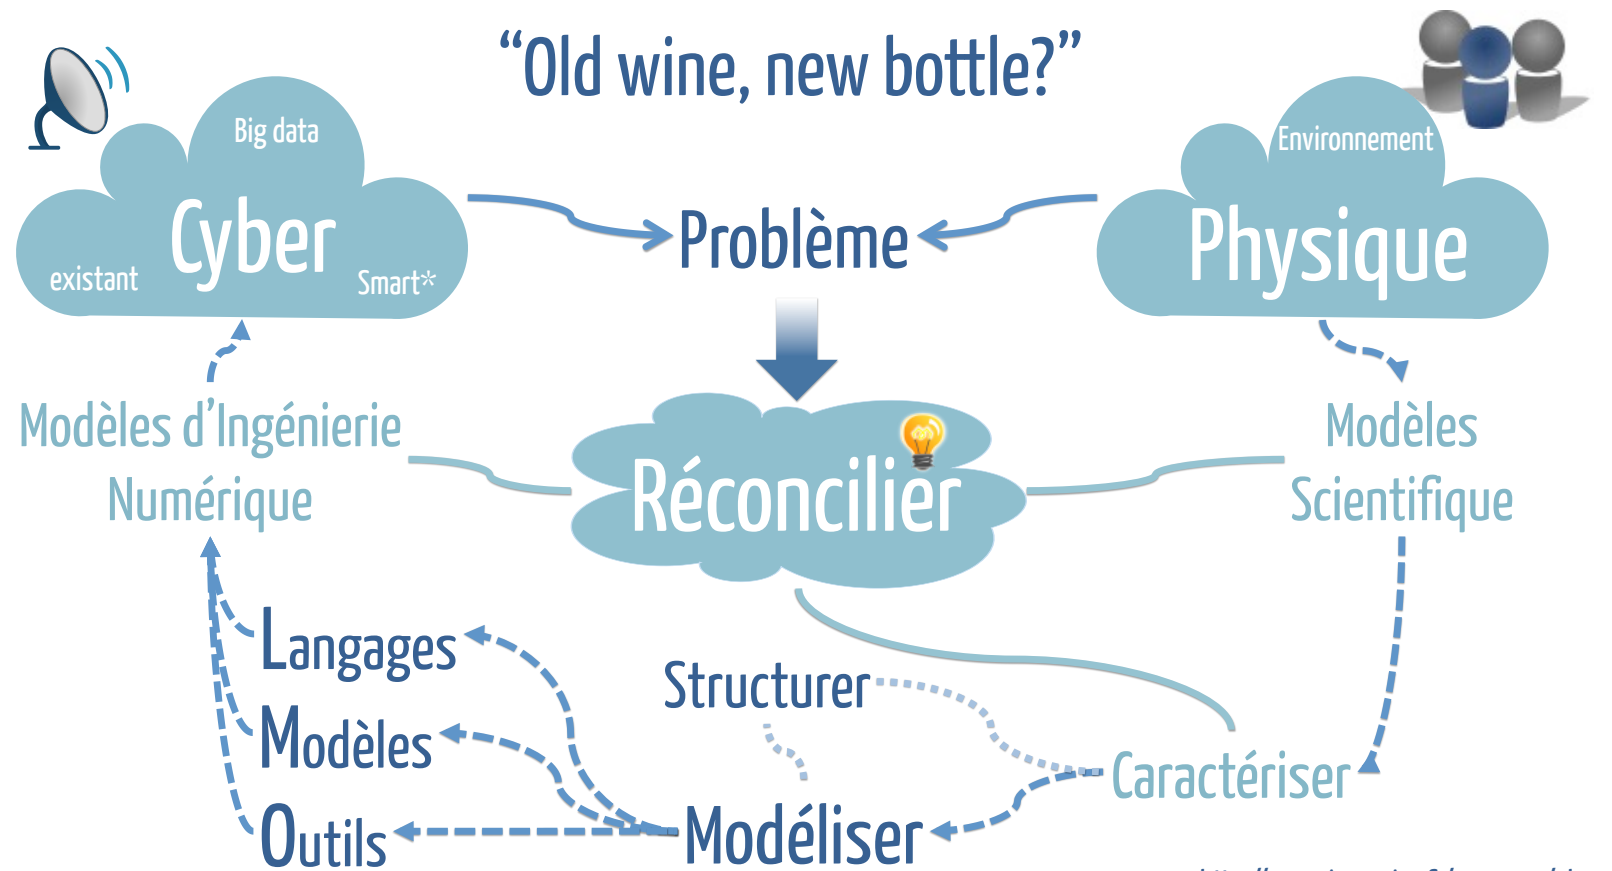 “Old wine, new bottle?”
Big data
Environnement
Cyber
Problème
Physique
existant
Smart*
Modèles d’Ingénierie
Numérique
Réconcilier
Modèles
Scientifique
Langages
Structurer
Modèles
Caractériser
Outils
Modéliser